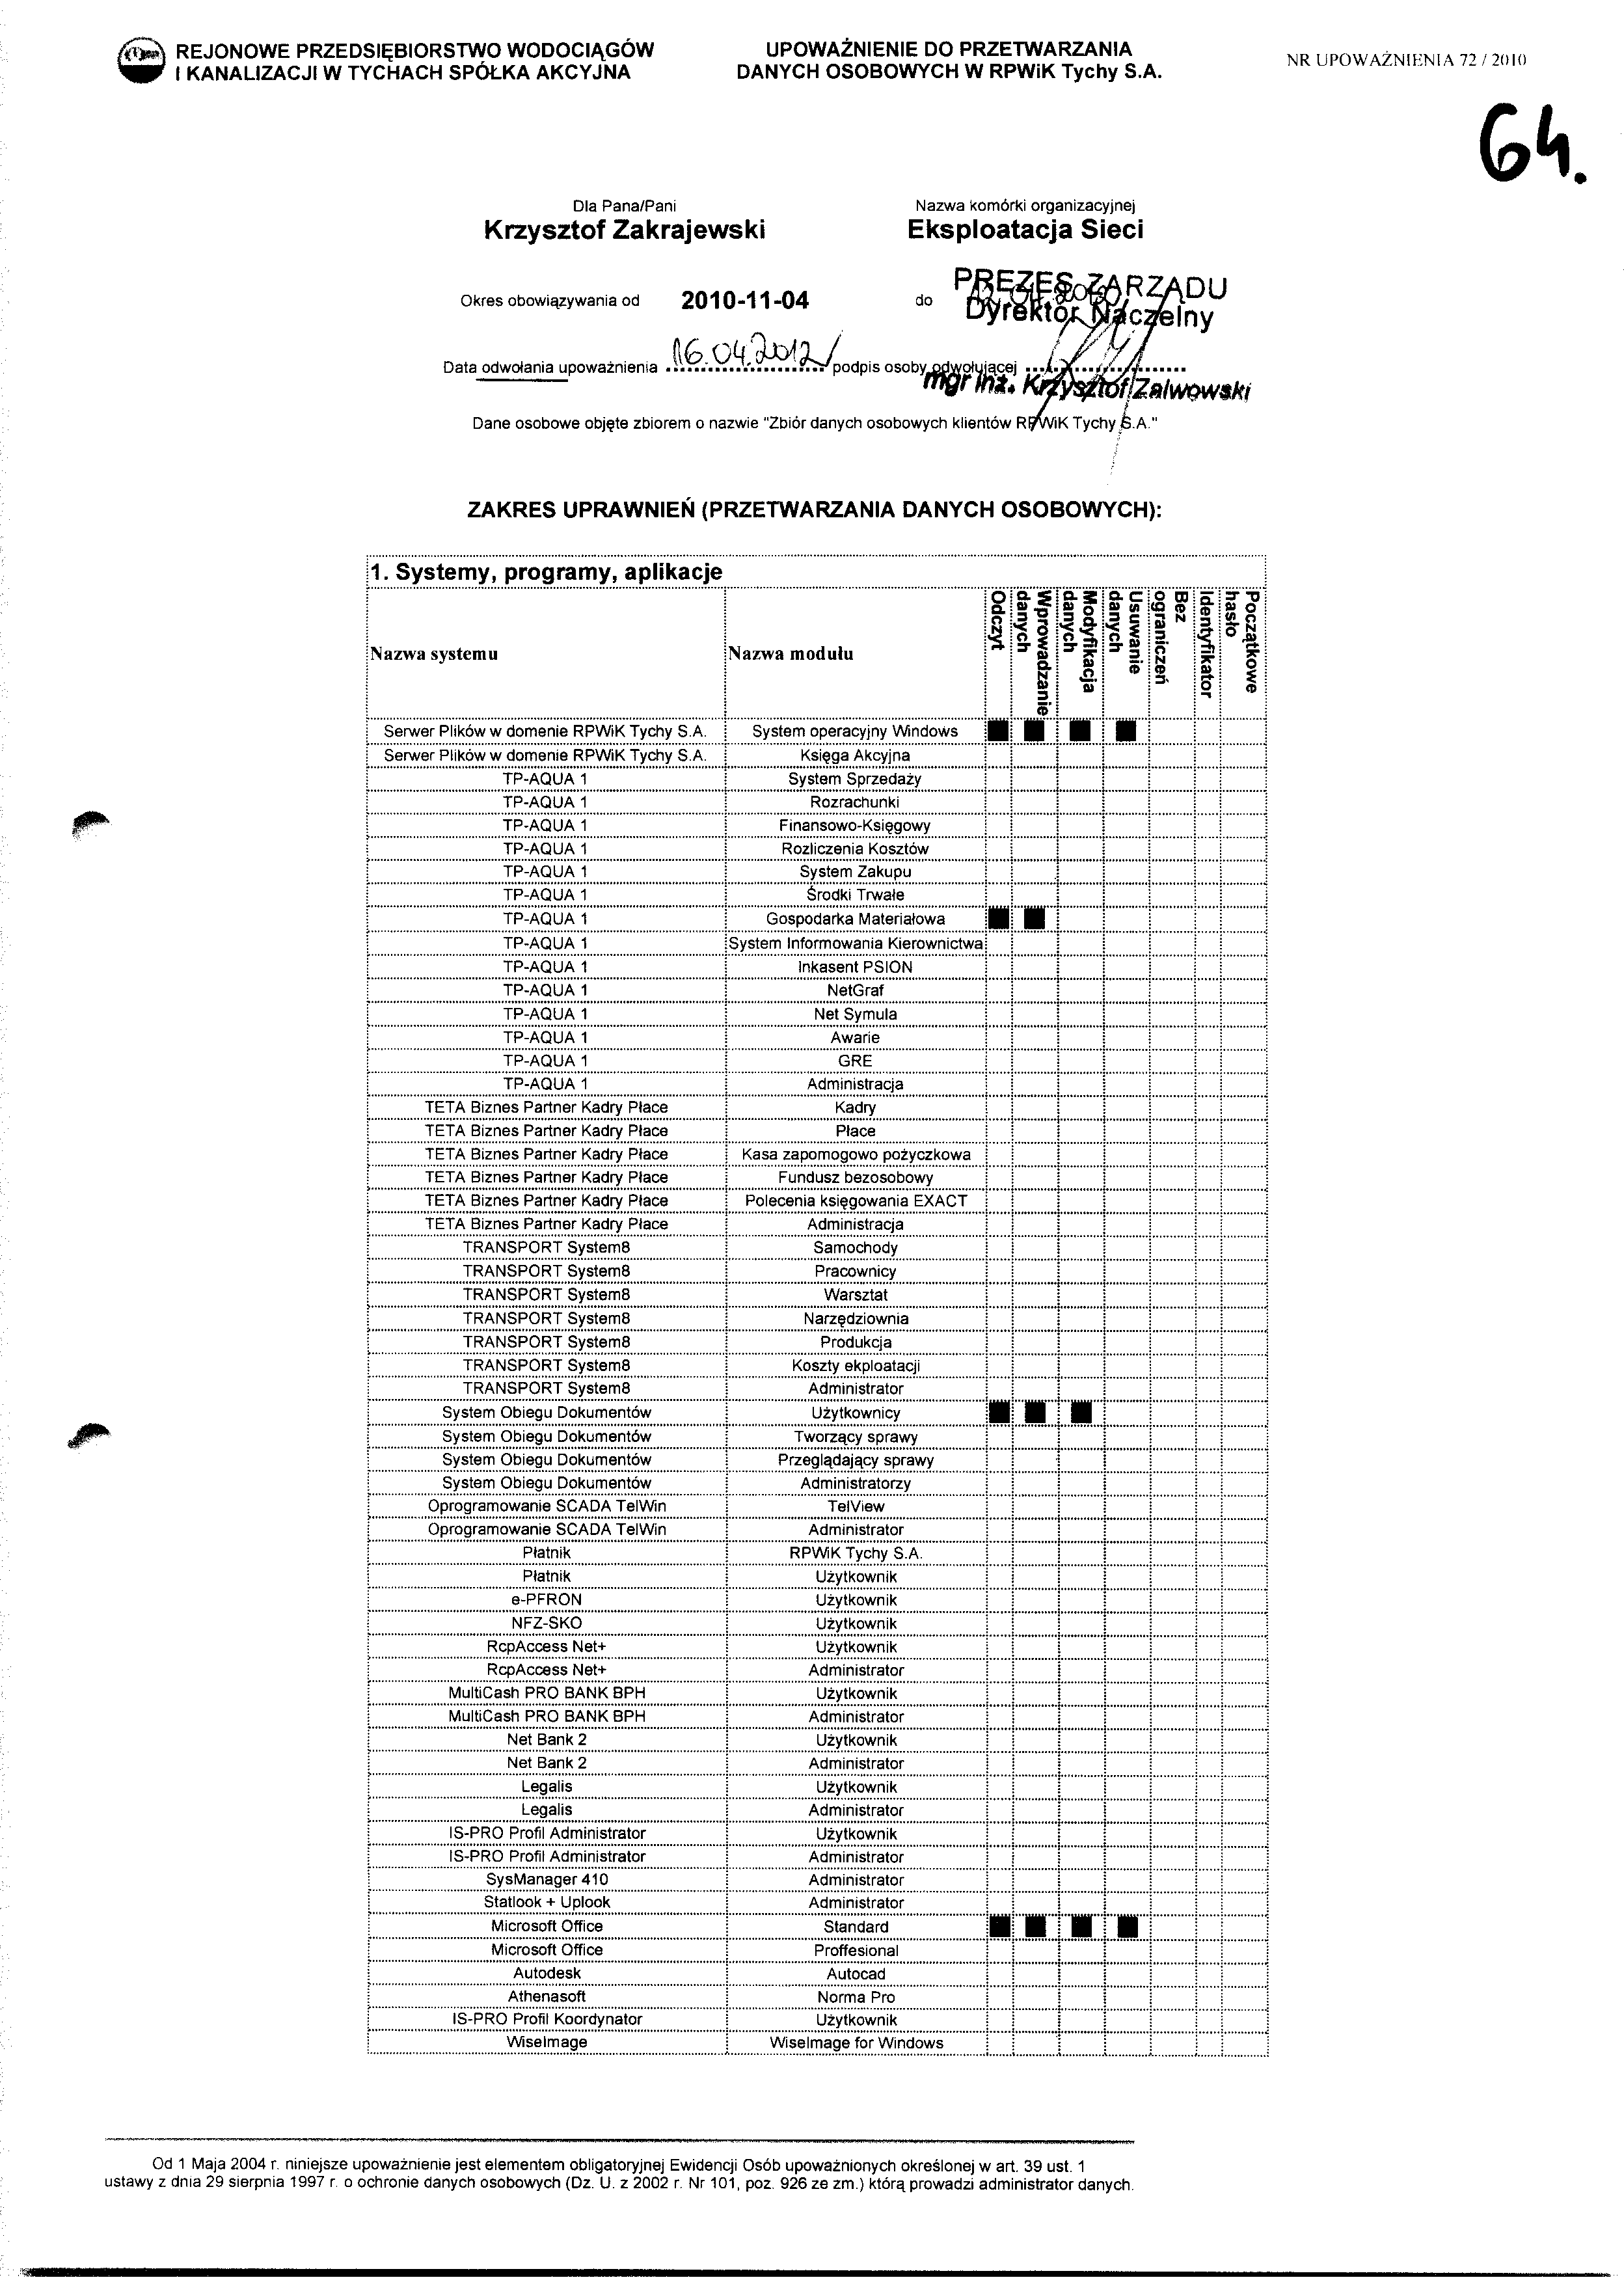 REJONOWE PRZEDSIĘBIORSTWO WODOCIĄGÓW
I KANALIZACJI W TYCHACH SPÓŁKA AKCYJNA
UPOWAŻNIENIE DO PRZETWARZANIA
DANYCH OSOBOWYCH W RPWiK Tychy S.A.
NR UPOWAŻNIENIA 72 / 2010
64.
Dla Pana/Pani
Krzysztof Zakrajewski
Nazwa komórki organizacyjnej
Eksploatacja Sieci
Okres obowiązywania od 2010-11-04 do
PREZES ZARZĄDU
Dyrektor Naczelny
Data odwołania upoważnienia 16.04.2012 podpis osoby odwołującej
mgr inż. Krzysztof Zalwowski
Dane osobowe objęte zbiorem o nazwie "Zbiór danych osobowych klientów RPWiK Tychy S.A."
ZAKRES UPRAWNIEŃ (PRZETWARZANIA DANYCH OSOBOWYCH):
1. Systemy, programy, aplikacje
Nazwa systemu Nazwa modułu Odczyt Wprowadzanie danych Modyfikacja danych Usuwanie danych Bez ograniczeń Identyfikator Początkowe hasło
Serwer Plików w domenie RPWiK Tychy S.A. System operacyjny Windows ■ ■ ■ ■
Serwer Plików w domenie RPWiK Tychy S.A. Księga Akcyjna
TP-AQUA 1 System Sprzedaży
TP-AQUA 1 Rozrachunki
TP-AQUA 1 Finansowo-Księgowy
TP-AQUA 1 Rozliczenia Kosztów
TP-AQUA 1 System Zakupu
TP-AQUA 1 Środki Trwałe
TP-AQUA 1 Gospodarka Materiałowa ■ ■
TP-AQUA 1 System Informowania Kierownictwa
TP-AQUA 1 Inkasent PSION
TP-AQUA 1 NetGraf
TP-AQUA 1 Net Symula
TP-AQUA 1 Awarie
TP-AQUA 1 GRE
TP-AQUA 1 Administracja
TETA Biznes Partner Kadry Płace Kadry
TETA Biznes Partner Kadry Płace Płace
TETA Biznes Partner Kadry Płace Kasa zapomogowo pożyczkowa
TETA Biznes Partner Kadry Płace Fundusz bezosobowy
TETA Biznes Partner Kadry Płace Polecenia księgowania EXACT
TETA Biznes Partner Kadry Płace Administracja
TRANSPORT System8 Samochody
TRANSPORT System8 Pracownicy
TRANSPORT System8 Warsztat
TRANSPORT System8 Narzędziownia
TRANSPORT System8 Produkcja
TRANSPORT System8 Koszty ekploatacji
TRANSPORT System8 Administrator
System Obiegu Dokumentów Użytkownicy ■ ■ ■
System Obiegu Dokumentów Tworzący sprawy
System Obiegu Dokumentów Przeglądający sprawy
System Obiegu Dokumentów Administratorzy
Oprogramowanie SCADA TelWin TelView
Oprogramowanie SCADA TelWin Administrator
Płatnik RPWiK Tychy S.A.
Płatnik Użytkownik
e-PFRON Użytkownik
NFZ-SKO Użytkownik
RcpAccess Net+ Użytkownik
RcpAccess Net+ Administrator
MultiCash PRO BANK BPH Użytkownik
MultiCash PRO BANK BPH Administrator
Net Bank 2 Użytkownik
Net Bank 2 Administrator
Legalis Użytkownik
Legalis Administrator
IS-PRO Profil Administrator Użytkownik
IS-PRO Profil Administrator Administrator
SysManager 410 Administrator
Statlook + Uplook Administrator
Microsoft Office Standard ■ ■ ■ ■
Microsoft Office Proffesional
Autodesk Autocad
Athenasoft Norma Pro
IS-PRO Profil Koordynator Użytkownik
WiseImage WiseImage for Windows
Od 1 Maja 2004 r. niniejsze upoważnienie jest elementem obligatoryjnej Ewidencji Osób upoważnionych określonej w art. 39 ust. 1
ustawy z dnia 29 sierpnia 1997 r. o ochronie danych osobowych (Dz. U. z 2002 r. Nr 101, poz. 926 ze zm.) którą prowadzi administrator danych.